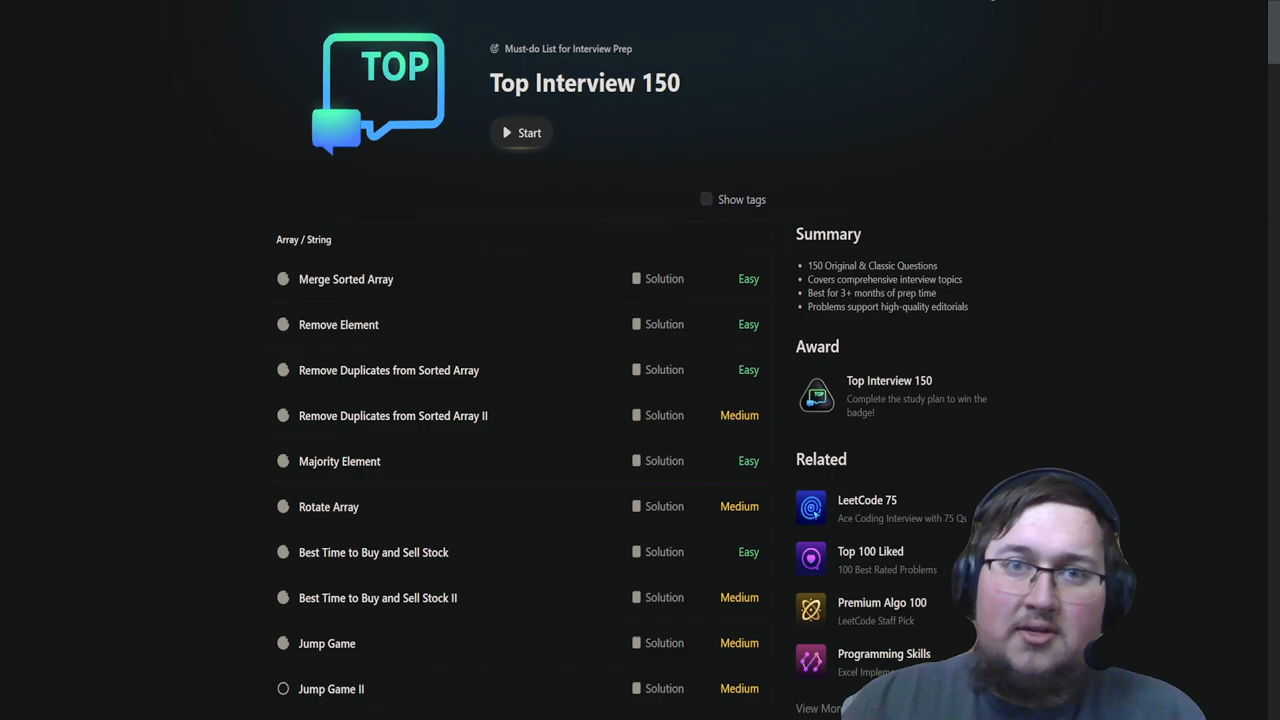 TOP
Must-do List for Interview Prep
Top Interview 150
Start
Show tags
Array / String
Merge Sorted Array Solution Easy
Remove Element Solution Easy
Remove Duplicates from Sorted Array Solution Easy
Remove Duplicates from Sorted Array II Solution Medium
Majority Element Solution Easy
Rotate Array Solution Medium
Best Time to Buy and Sell Stock Solution Easy
Best Time to Buy and Sell Stock II Solution Medium
Jump Game Solution Medium
Jump Game II Solution Medium
Summary
• 150 Original & Classic Questions
• Covers comprehensive interview topics
• Best for 3+ months of prep time
• Problems support high-quality editorials
Award
TOP
Top Interview 150
Complete the study plan to win the
badge!
Related
LeetCode 75
Ace Coding Interview with 75 Qs
Top 100 Liked
100 Best Rated Problems
Premium Algo 100
LeetCode Staff Pick
Programming Skills
Excel Implem
View Mor